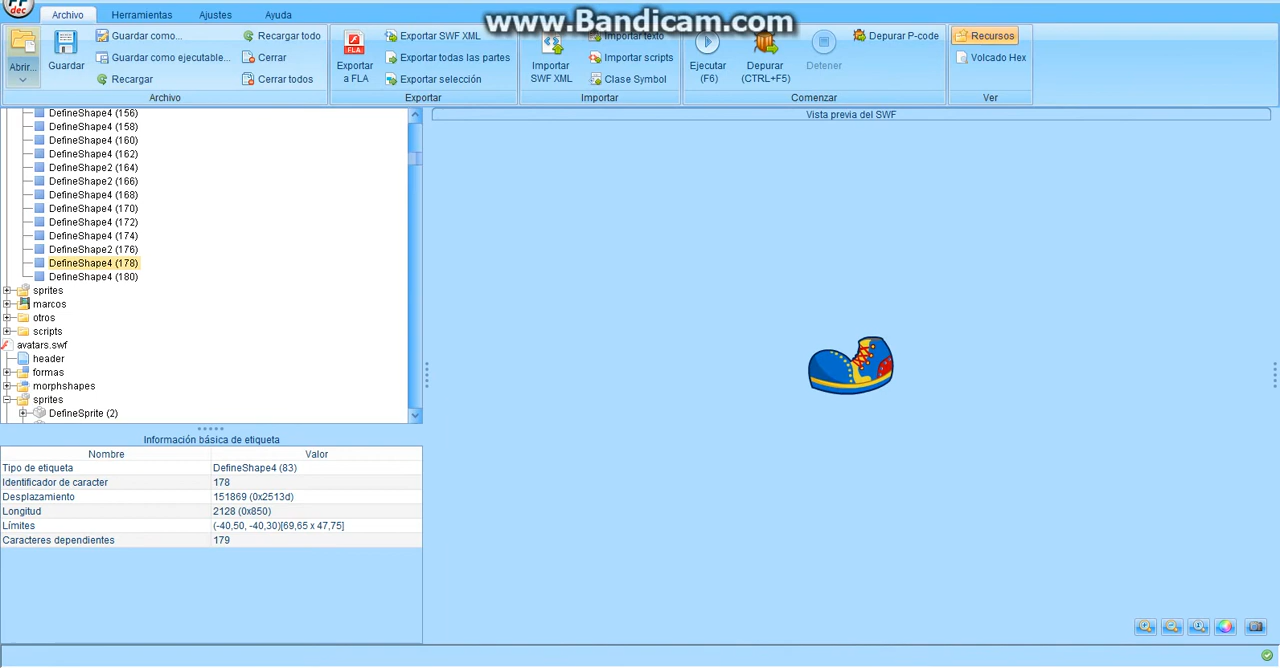 FF
dec
Archivo
Herramientas
Ajustes
Ayuda
www.Bandicam.com
Abrir...
Guardar
Guardar como...
Guardar como ejecutable...
Recargar
Recargar todo
Cerrar
Cerrar todos
Archivo
FLA
Exportar
a FLA
Exportar SWF XML
Exportar todas las partes
Exportar selección
Exportar
Importar
SWF XML
Importar texto
Importar scripts
Clase Symbol
Importar
Ejecutar
(F6)
Depurar
(CTRL+F5)
Detener
Depurar P-code
Comenzar
Recursos
Volcado Hex
Ver
DefineShape4 (156)
DefineShape4 (158)
DefineShape4 (160)
DefineShape4 (162)
DefineShape2 (164)
DefineShape2 (166)
DefineShape4 (168)
DefineShape4 (170)
DefineShape4 (172)
DefineShape4 (174)
DefineShape2 (176)
DefineShape4 (178)
DefineShape4 (180)
sprites
marcos
otros
scripts
avatars.swf
header
formas
morphshapes
sprites
DefineSprite (2)
Vista previa del SWF
Información básica de etiqueta
Nombre Valor
Tipo de etiqueta DefineShape4 (83)
Identificador de caracter 178
Desplazamiento 151869 (0x2513d)
Longitud 2128 (0x850)
Límites (-40,50, -40,30)[69,65 x 47,75]
Caracteres dependientes 179